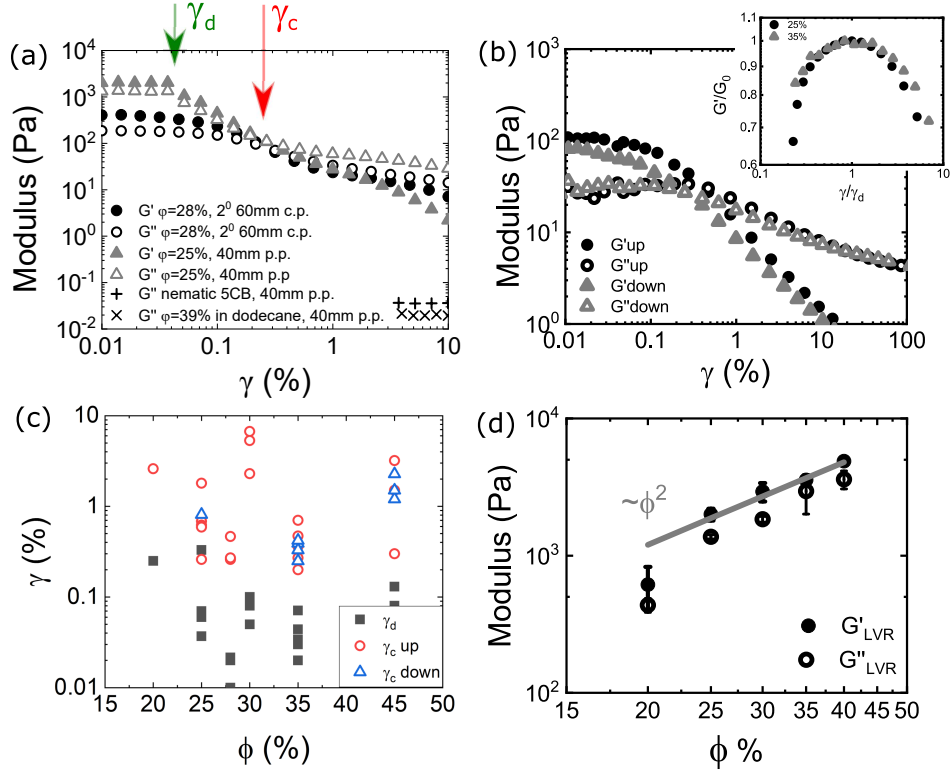 (a)
γd
γc
Modulus (Pa)
10⁴
10³
10²
10¹
10⁰
10⁻¹
10⁻²
G' φ=28%, 2⁰ 60mm c.p.
G'' φ=28%, 2⁰ 60mm c.p.
G' φ=25%, 40mm p.p.
G'' φ=25%, 40mm p.p
G'' nematic 5CB, 40mm p.p.
G'' φ=39% in dodecane, 40mm p.p.
0.01 0.1 1 10
γ (%)
(b)
Modulus (Pa)
10³
10²
10¹
10⁰
G'up
G''up
G'down
G''down
0.01 0.1 1 10 100
γ (%)
25%
35%
G'/G₀
1.0
0.9
0.8
0.7
0.6
0.1 1 10
γ/γd
(c)
γ (%)
10
1
0.1
0.01
γd
γc up
γc down
15 20 25 30 35 40 45 50
ϕ (%)
(d)
Modulus (Pa)
10⁴
10³
10²
~ϕ²
G'LVR
G''LVR
15 20 25 30 35 40 45 50
ϕ %